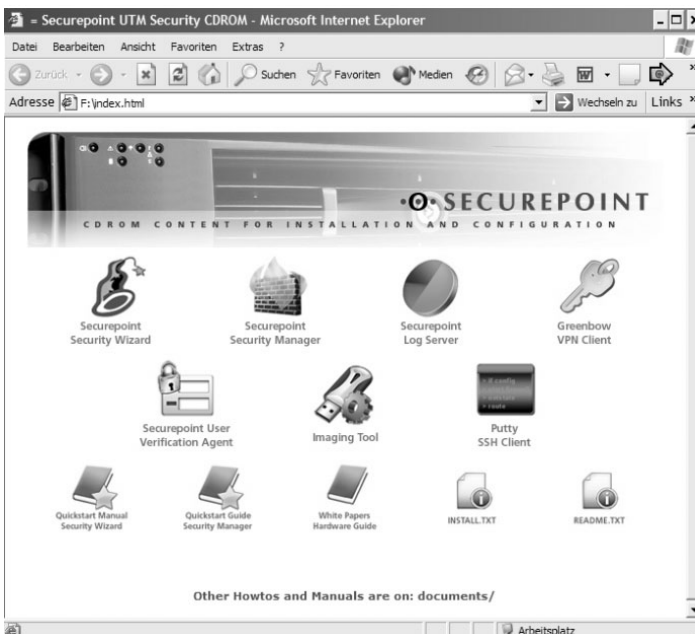 = Securepoint UTM Security CDROM - Microsoft Internet Explorer
Datei Bearbeiten Ansicht Favoriten Extras ?
Zurück Suchen Favoriten Medien
Adresse F:\index.html Wechseln zu Links »
SECUREPOINT
CDROM CONTENT FOR INSTALLATION AND CONFIGURATION
Securepoint Securepoint Securepoint Greenbow
Security Wizard Security Manager Log Server VPN Client
Securepoint User Imaging Tool Putty
Verification Agent SSH Client
Quickstart Manual Quickstart Guide White Papers INSTALL.TXT README.TXT
Security Wizard Security Manager Hardware Guide
Other Howtos and Manuals are on: documents/
Arbeitsplatz